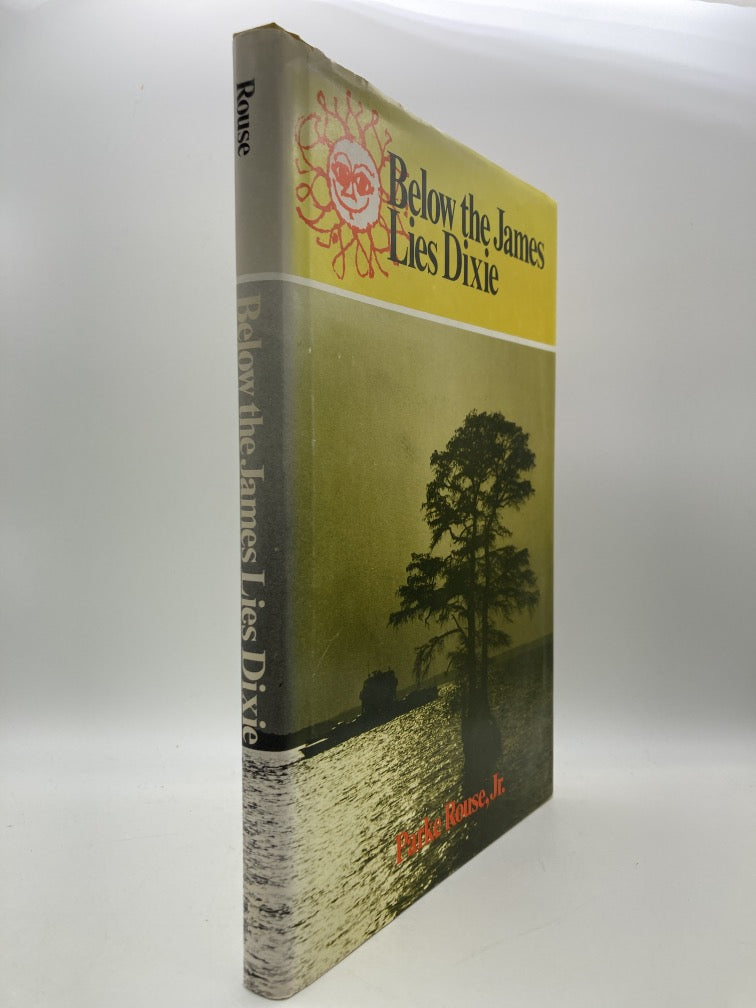 Rouse
Below the James Lies Dixie
Below the James
Lies Dixie
Parke Rouse, Jr.